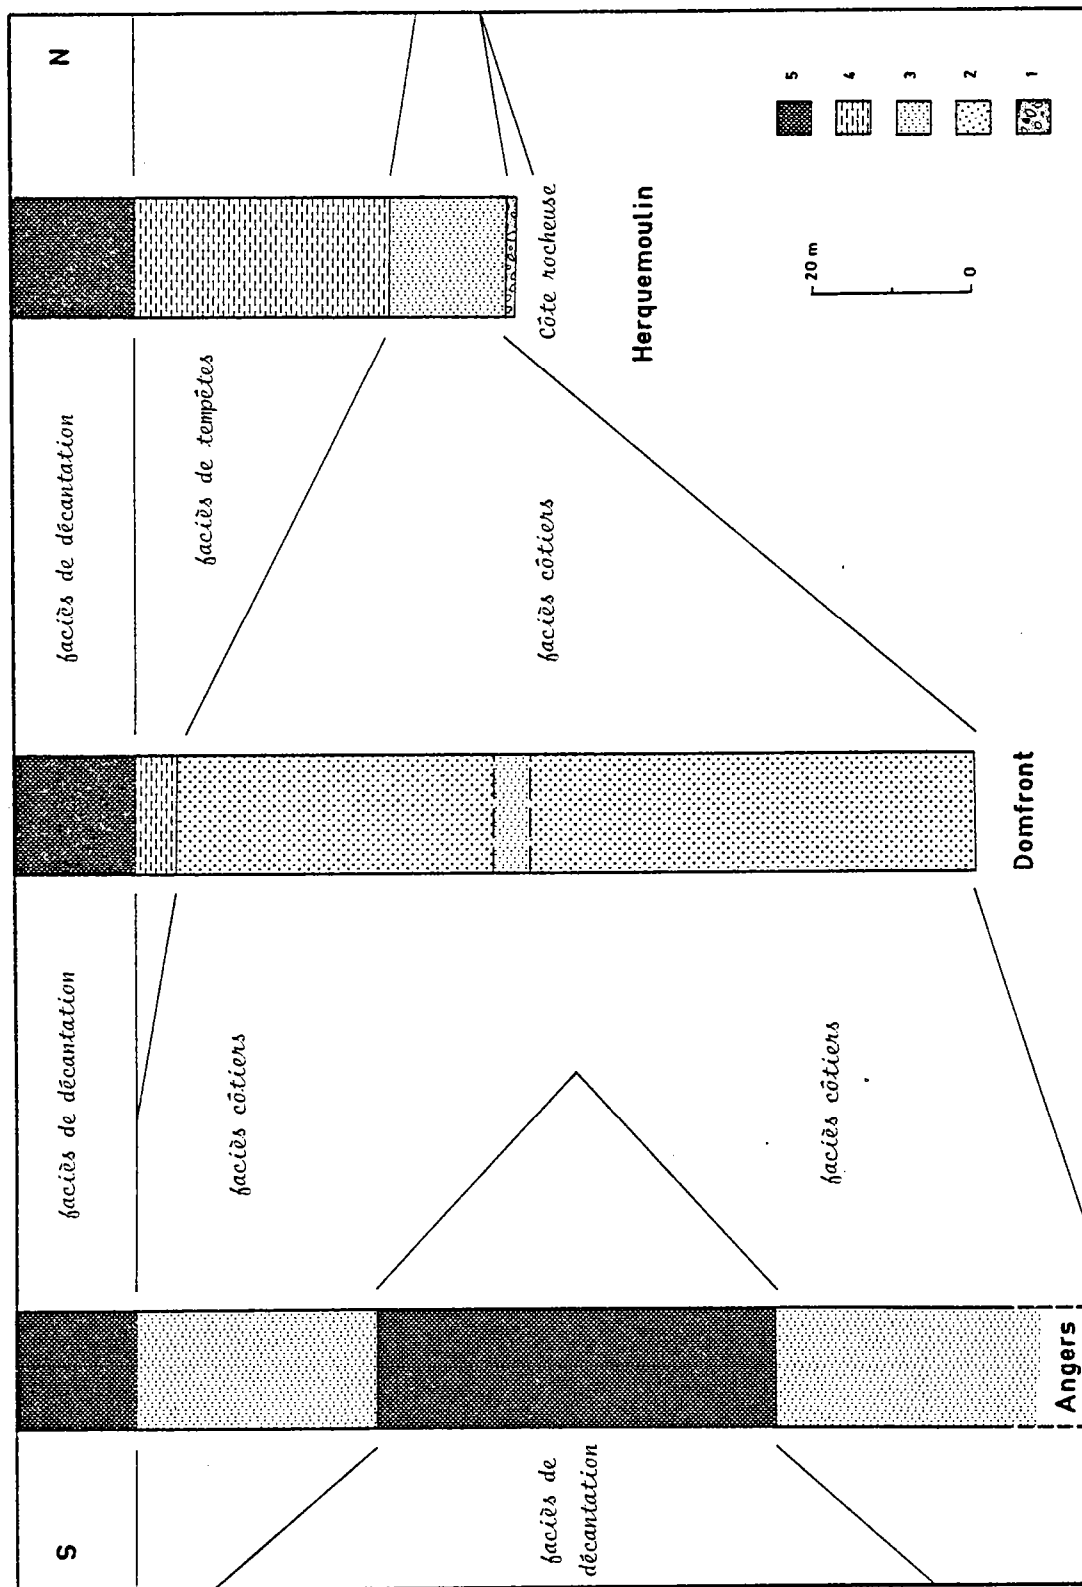 S
N
faciès de décantation
faciès de décantation
faciès de tempêtes
faciès côtiers
faciès côtiers
faciès côtiers
faciès de
décantation
Côte rocheuse
Angers
Domfront
Herquemoulin
20 m
0
5
4
3
2
1